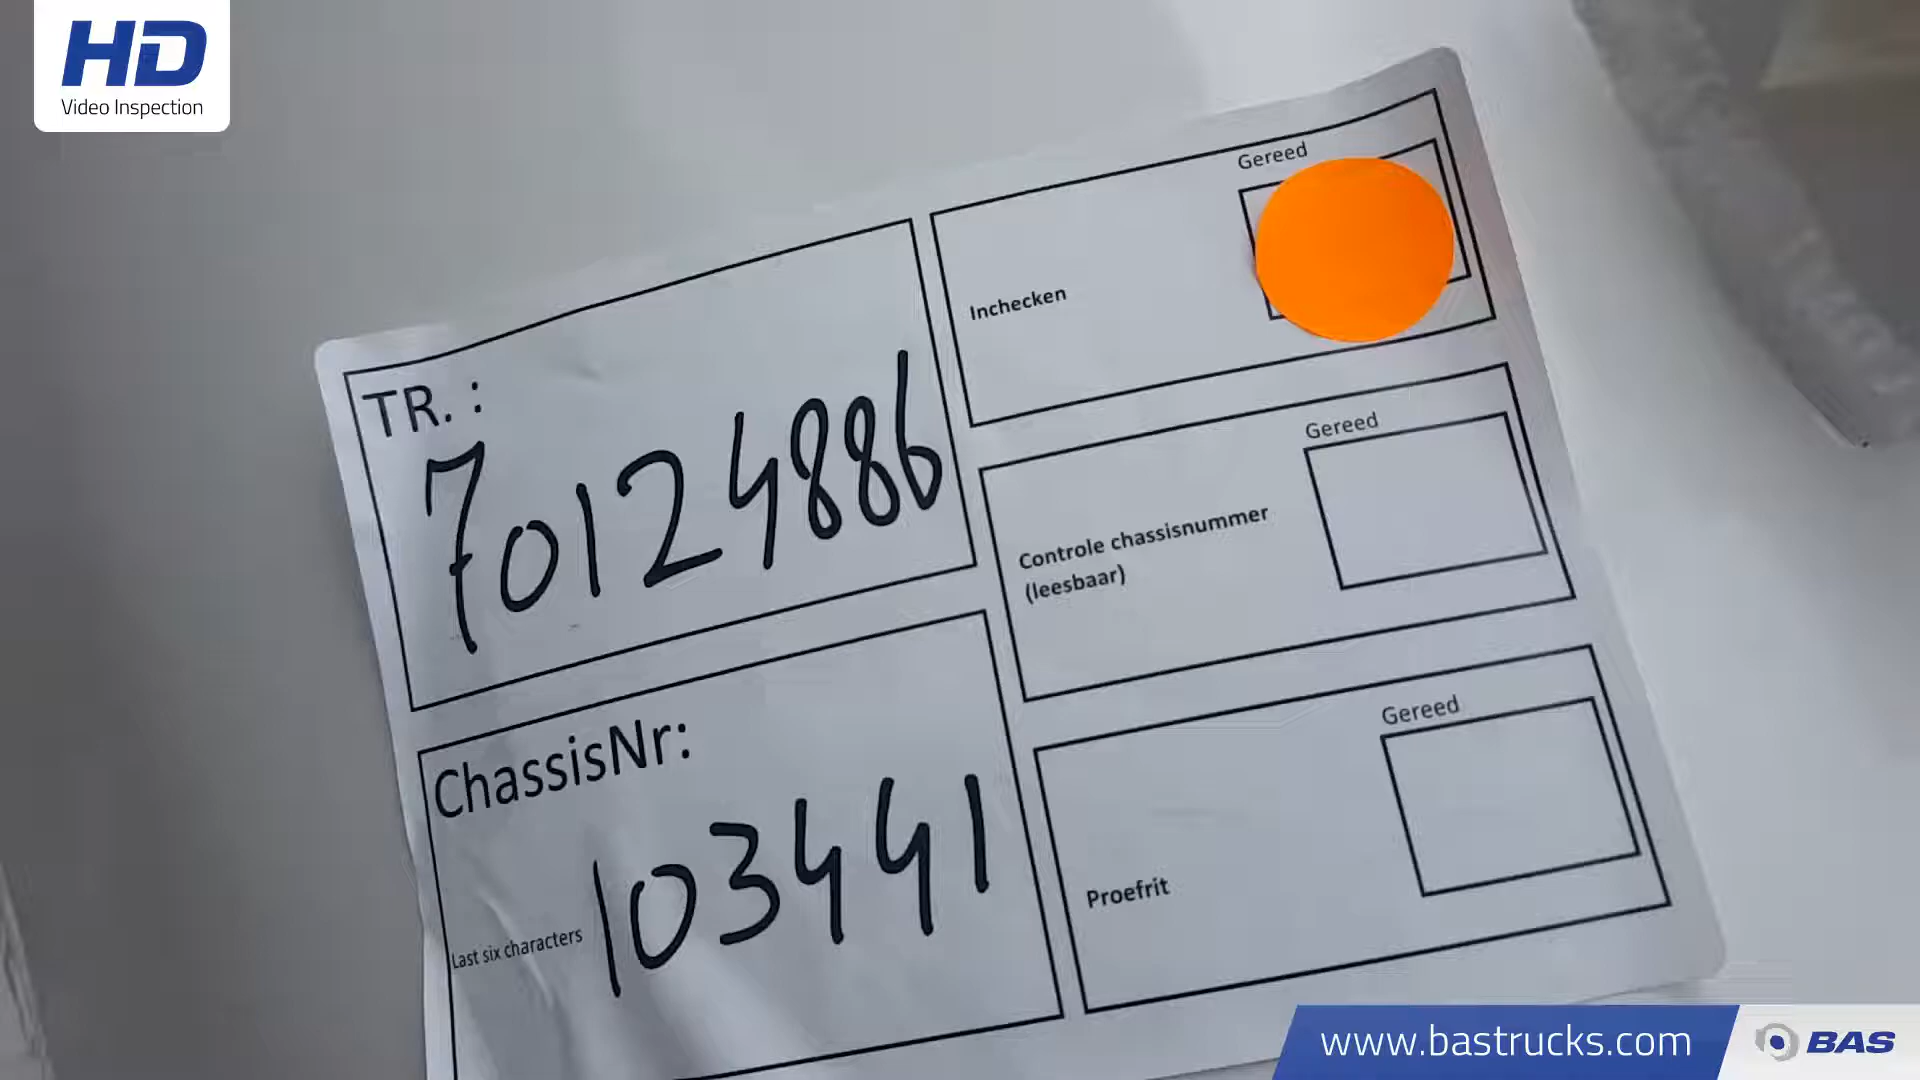 HD
Video Inspection
TR. :
70124886
ChassisNr:
Last six characters
103441
Gereed
Inchecken
Gereed
Controle chassisnummer
(leesbaar)
Gereed
Proefrit
www.bastrucks.com
BAS